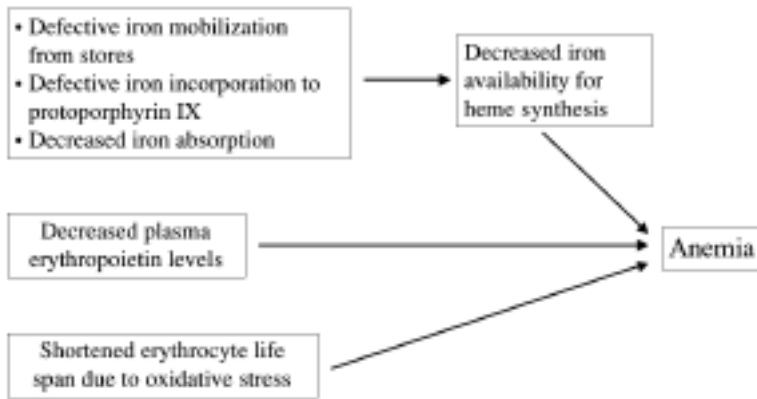 • Defective iron mobilization
from stores
• Defective iron incorporation to
protoporphyrin IX
• Decreased iron absorption
Decreased iron
availability for
heme synthesis
Decreased plasma
erythropoietin levels
Anemia
Shortened erythrocyte life
span due to oxidative stress